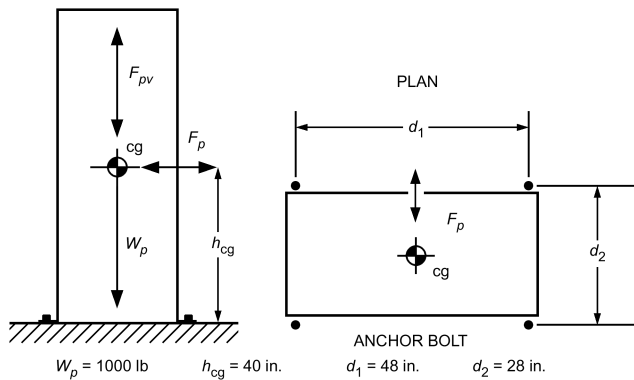 F_pv
cg
F_p
W_p
h_cg
PLAN
d_1
F_p
cg
d_2
ANCHOR BOLT
W_p = 1000 lb h_cg = 40 in. d_1 = 48 in. d_2 = 28 in.